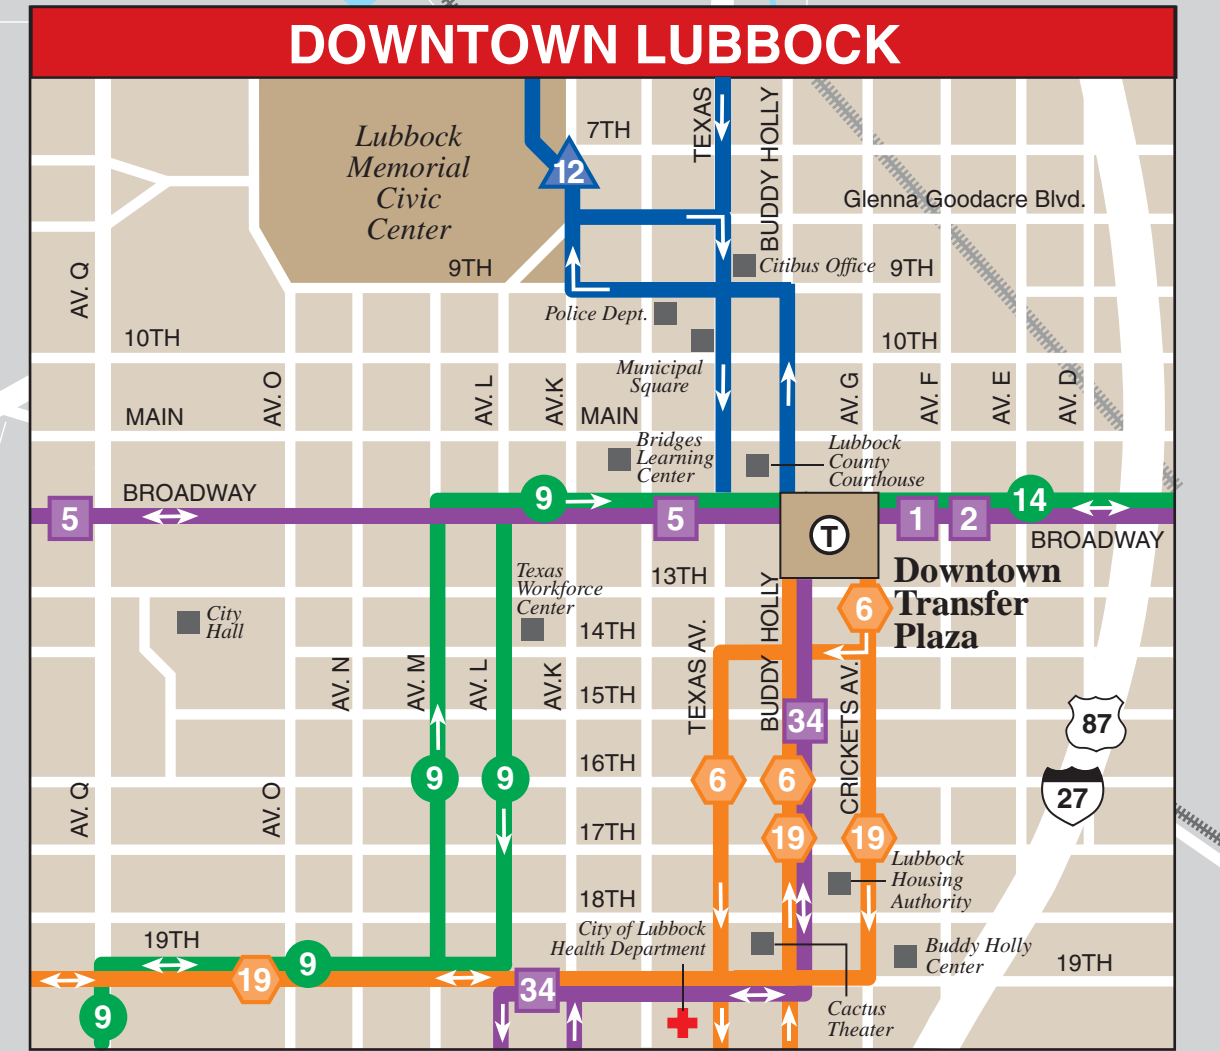 DOWNTOWN LUBBOCK
Lubbock
Memorial
Civic
Center
7TH
TEXAS
BUDDY HOLLY
12
Glenna Goodacre Blvd.
AV. Q
9TH
Citibus Office
9TH
Police Dept.
10TH
10TH
Municipal
Square
AV. O
AV. L
AV.K
AV. G
AV. F
AV. E
AV. D
MAIN
MAIN
Bridges
Learning
Center
Lubbock
County
Courthouse
BROADWAY
9
14
5
5
1
2
T
BROADWAY
Downtown
Transfer
Plaza
Texas
Workforce
Center
13TH
BUDDY HOLLY
6
City
Hall
14TH
TEXAS AV.
AV. N
AV. M
AV. L
AV.K
15TH
34
CRICKETS AV.
87
16TH
9
9
6
6
27
AV. Q
AV. O
17TH
19
19
Lubbock
Housing
Authority
18TH
City of Lubbock
Health Department
19TH
Buddy Holly
Center
19TH
9
19
34
9
Cactus
Theater